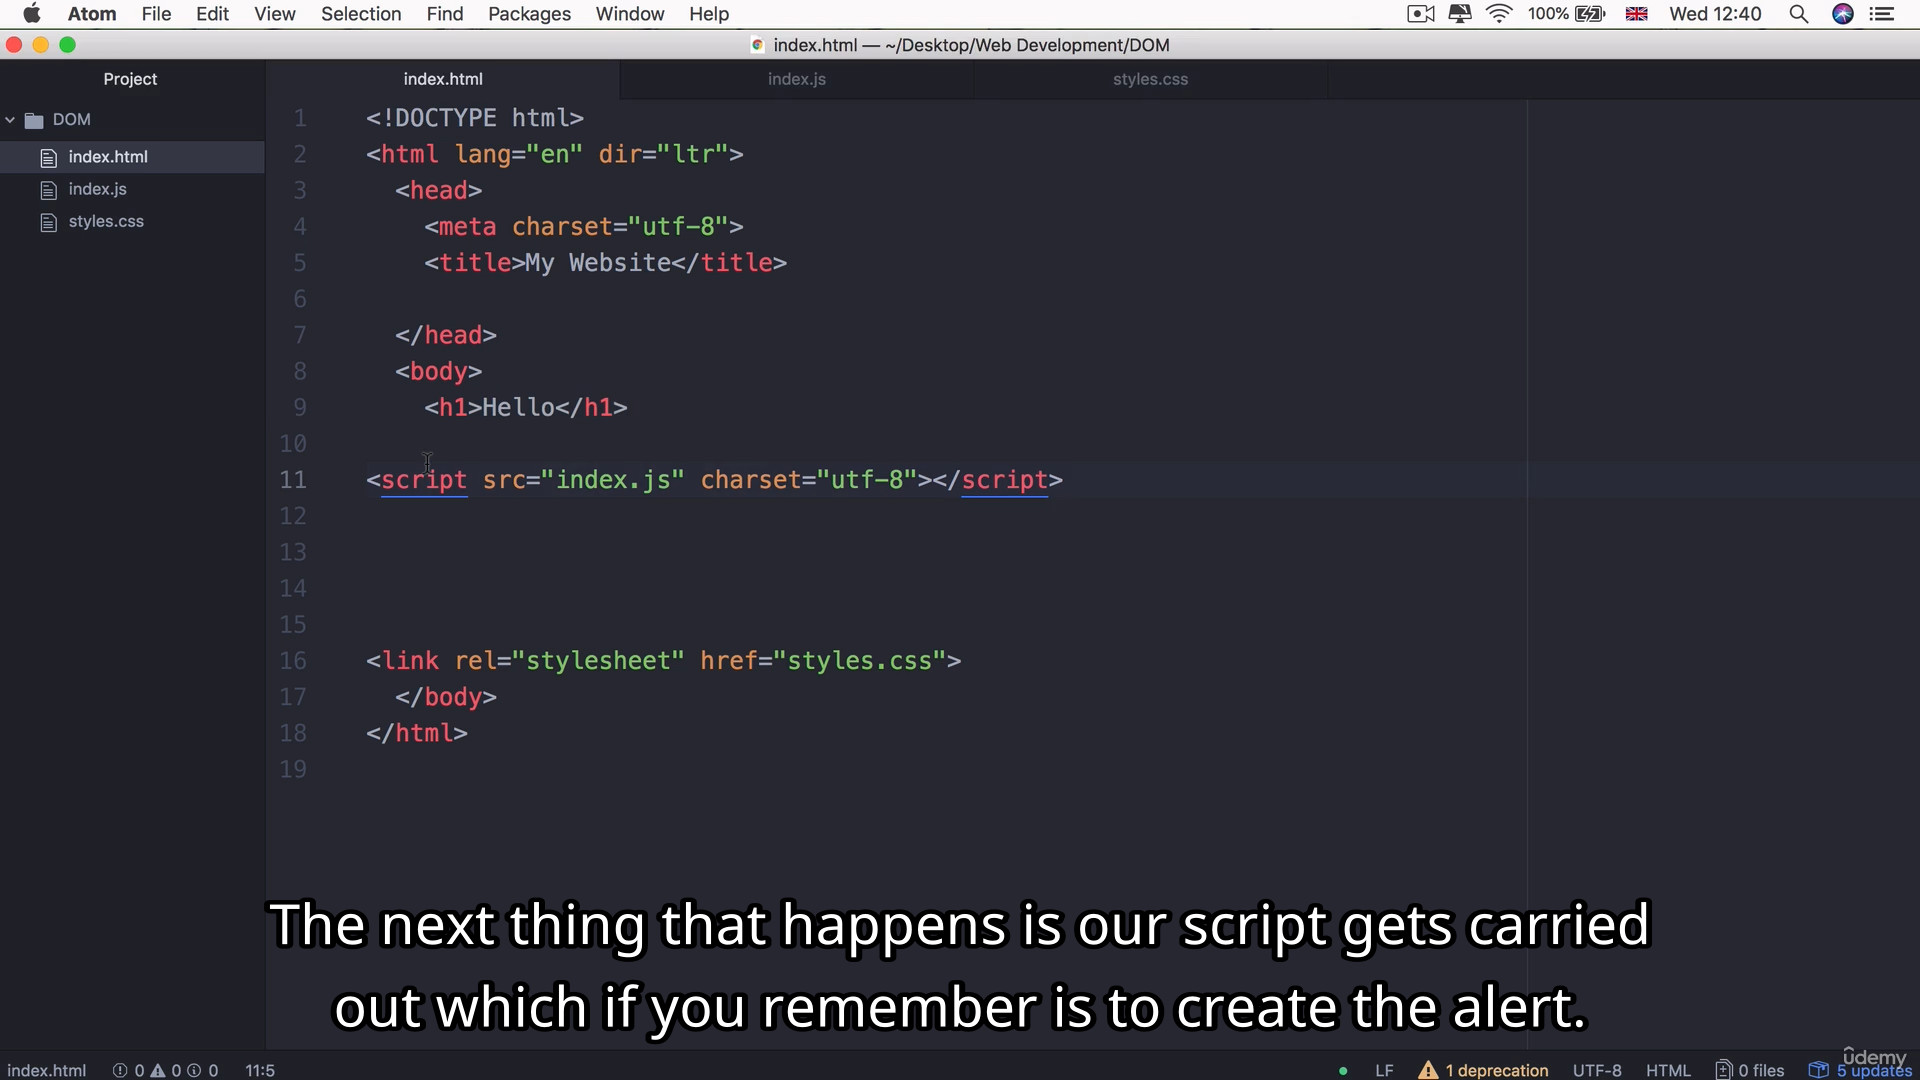 Atom File Edit View Selection Find Packages Window Help 100% Wed 12:40
index.html — ~/Desktop/Web Development/DOM
Project index.html index.js styles.css
DOM
index.html
index.js
styles.css
1 <!DOCTYPE html>
2 <html lang="en" dir="ltr">
3 <head>
4 <meta charset="utf-8">
5 <title>My Website</title>
6
7 </head>
8 <body>
9 <h1>Hello</h1>
10
11 <script src="index.js" charset="utf-8"></script>
12
13
14
15
16 <link rel="stylesheet" href="styles.css">
17 </body>
18 </html>
19
The next thing that happens is our script gets carried
out which if you remember is to create the alert.
ûdemy
index.html 0 0 0 11:5 LF 1 deprecation UTF-8 HTML 0 files 5 updates